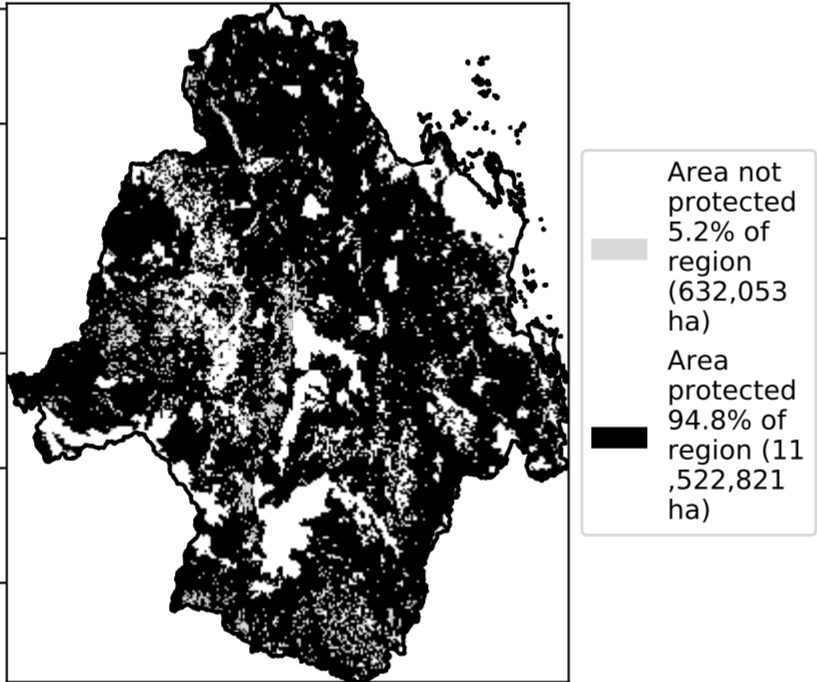 Area not
protected
5.2% of
region
(632,053
ha)
Area
protected
94.8% of
region (11
,522,821
ha)